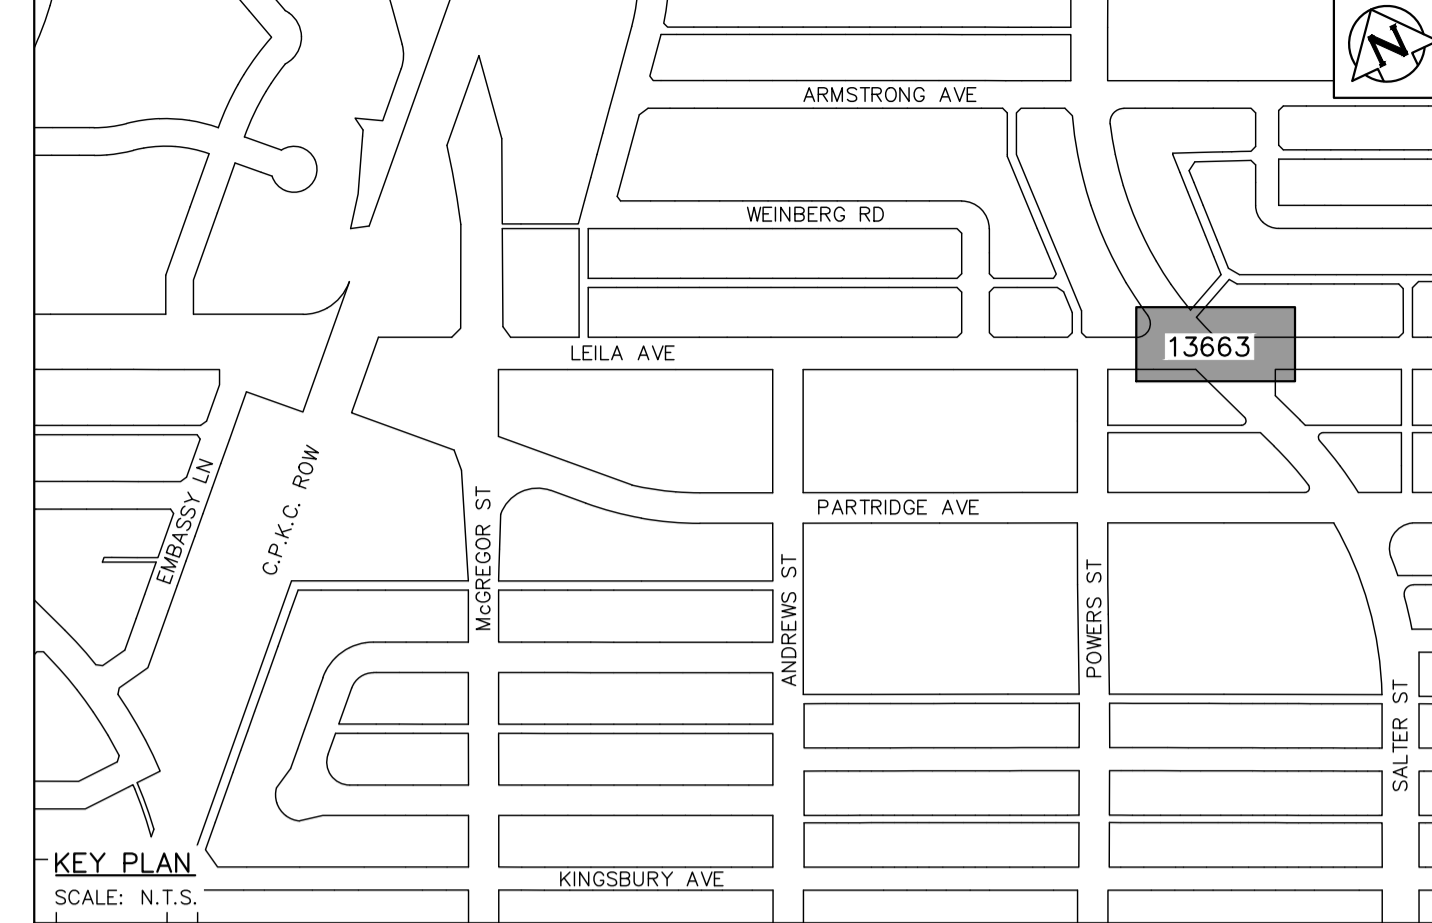 N
ARMSTRONG AVE
WEINBERG RD
LEILA AVE
13663
EMBASSY LN
C.P.K.C. ROW
McGREGOR ST
PARTRIDGE AVE
ANDREWS ST
POWERS ST
SALTER ST
KEY PLAN
SCALE: N.T.S.
KINGSBURY AVE